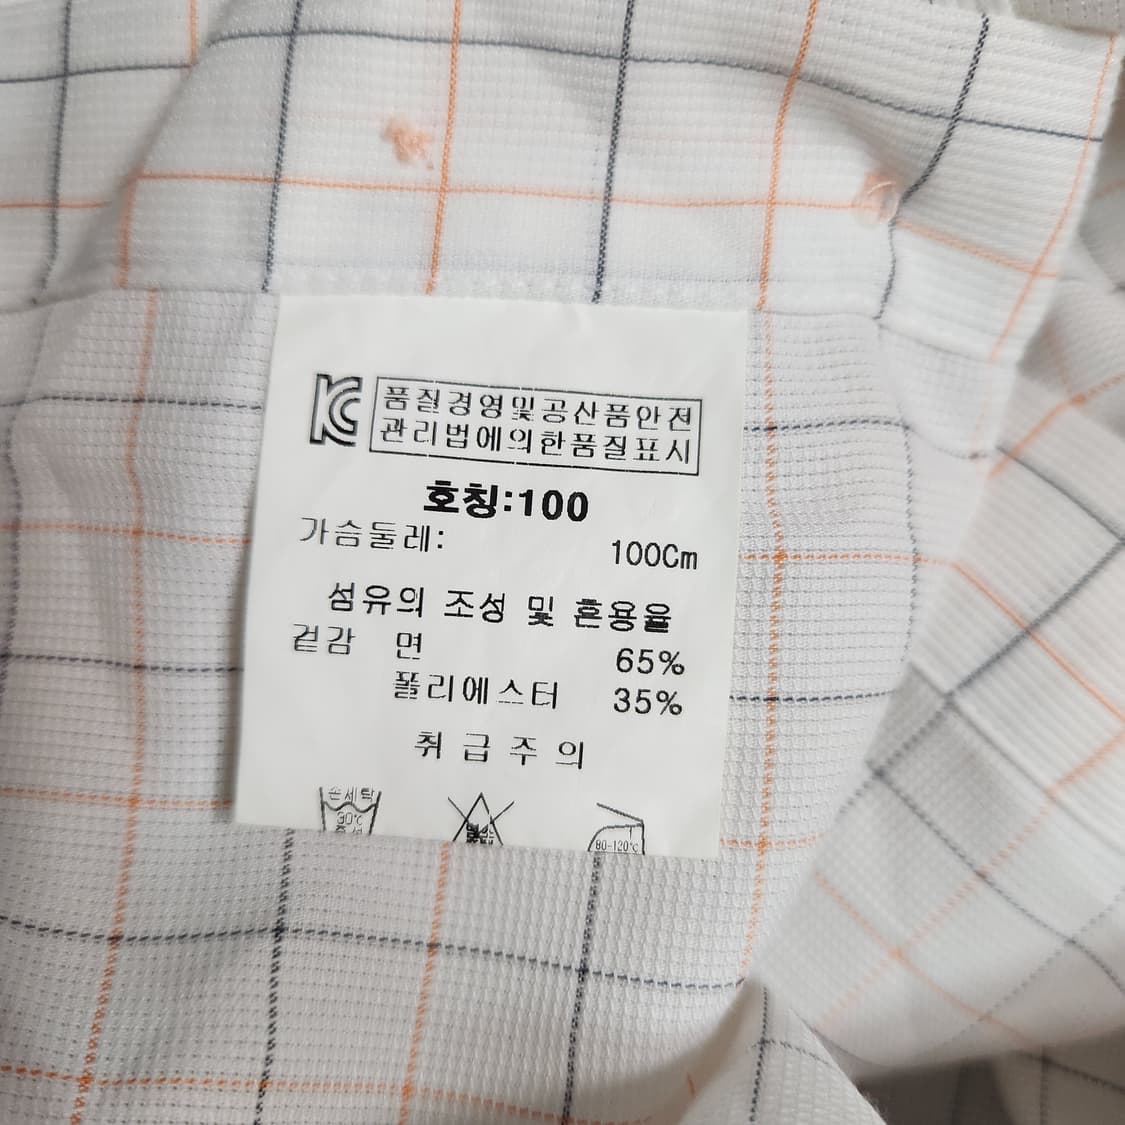 KC 품질경영및공산품안전
관리법에의한품질표시
호칭:100
가슴둘레: 100Cm
섬유의 조성 및 혼용율
겉감 면 65%
폴리에스터 35%
취급주의
손세탁
30℃
중성
80-120℃